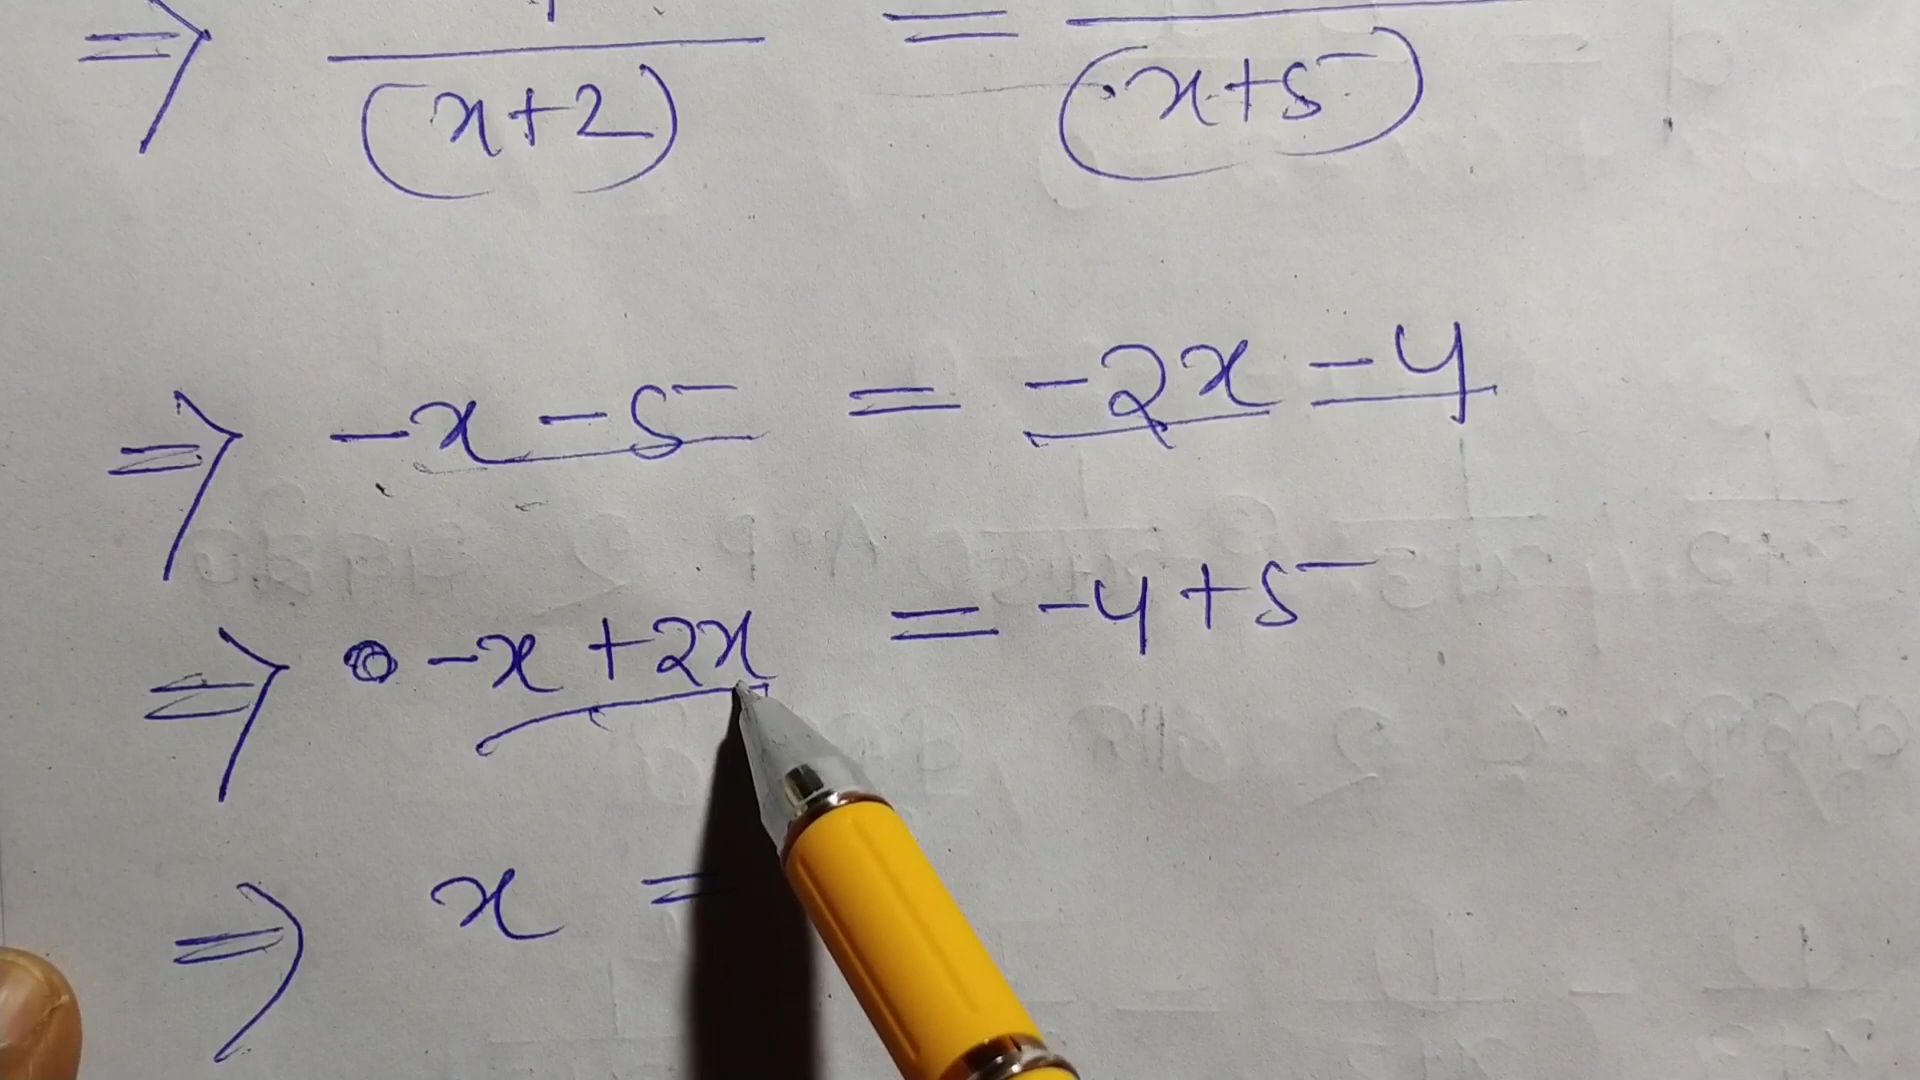 ⇒ /(x+2) = /(x+5)
⇒ -x - 5 = -2x - 4
⇒ -x + 2x = -4 + 5
⇒ x =